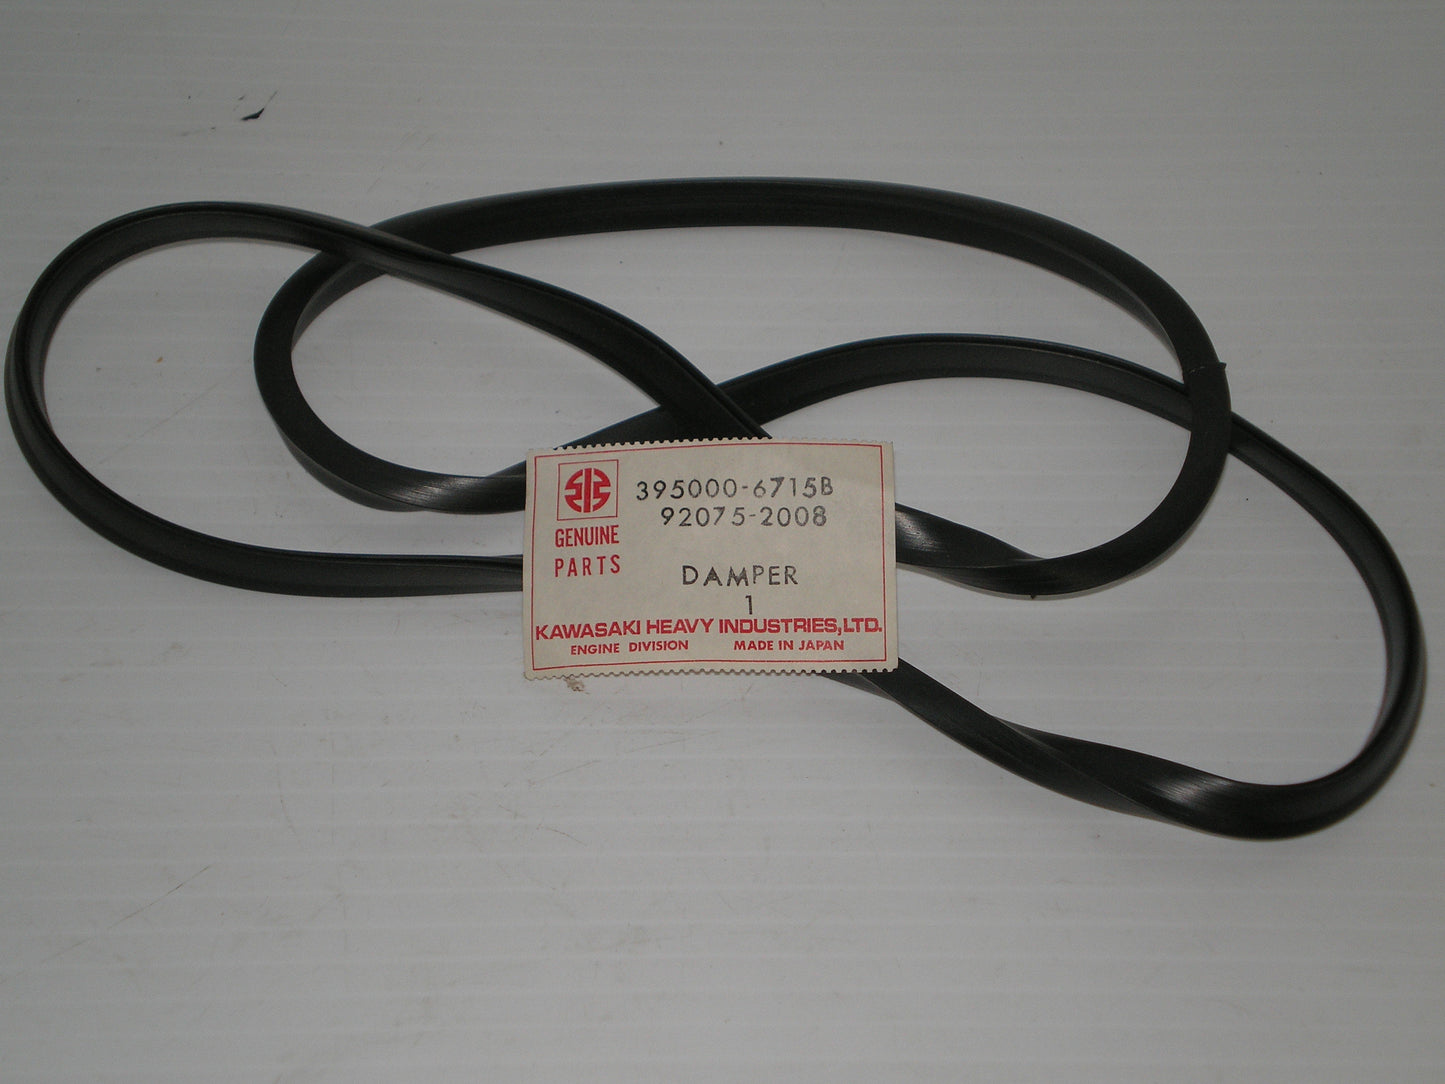 395000-6715B
92075-2008
GENUINE
PARTS
DAMPER
1
KAWASAKI HEAVY INDUSTRIES,LTD.
ENGINE DIVISION MADE IN JAPAN